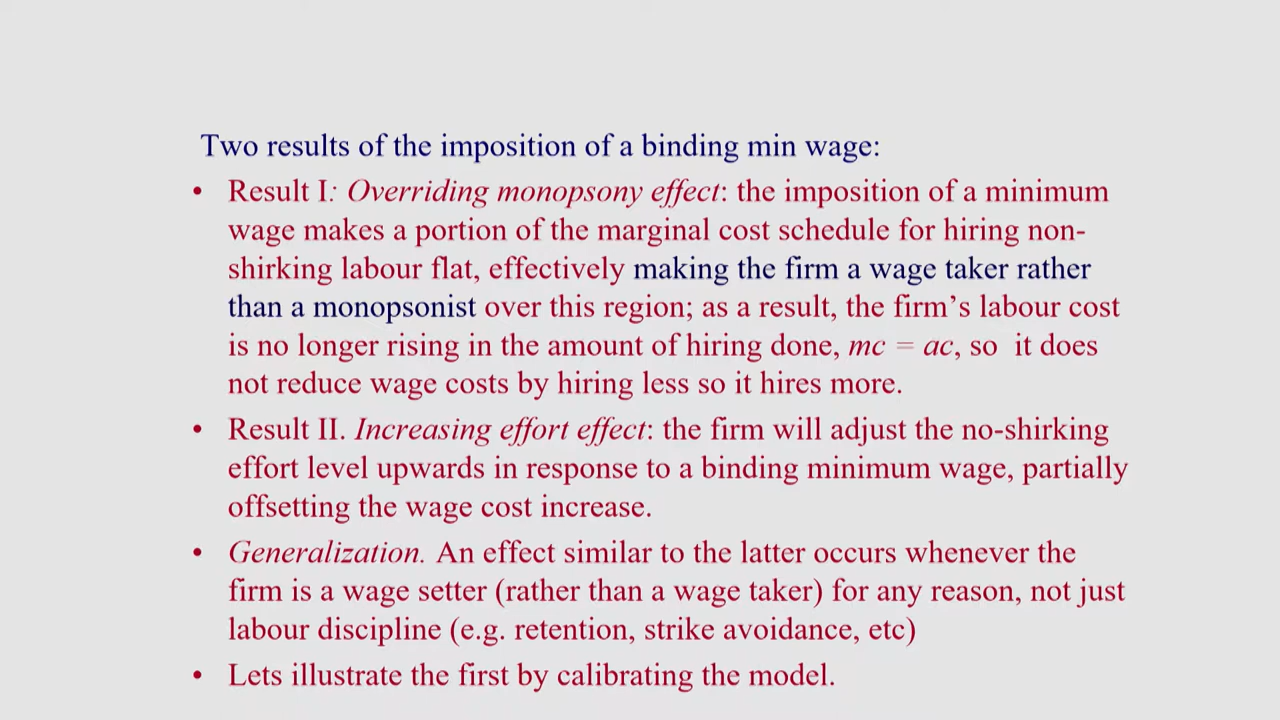 Two results of the imposition of a binding min wage:
• Result I: Overriding monopsony effect: the imposition of a minimum
wage makes a portion of the marginal cost schedule for hiring non-
shirking labour flat, effectively making the firm a wage taker rather
than a monopsonist over this region; as a result, the firm's labour cost
is no longer rising in the amount of hiring done, mc = ac, so it does
not reduce wage costs by hiring less so it hires more.
• Result II. Increasing effort effect: the firm will adjust the no-shirking
effort level upwards in response to a binding minimum wage, partially
offsetting the wage cost increase.
• Generalization. An effect similar to the latter occurs whenever the
firm is a wage setter (rather than a wage taker) for any reason, not just
labour discipline (e.g. retention, strike avoidance, etc)
• Lets illustrate the first by calibrating the model.